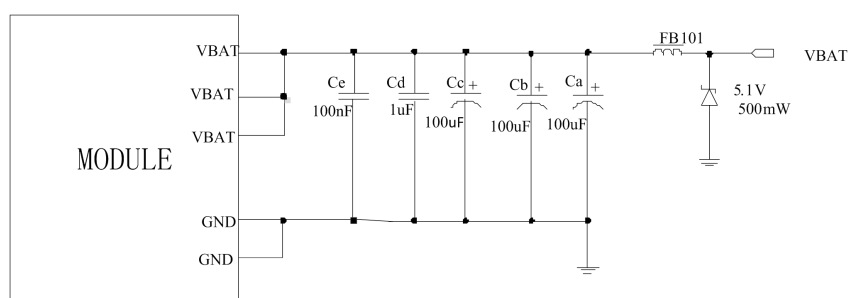 FB101
VBAT
VBAT
Ce
Cd
Cc +
Cb +
Ca +
5.1V
500mW
VBAT
100nF
1uF
100uF
100uF
100uF
VBAT
MODULE
GND
GND